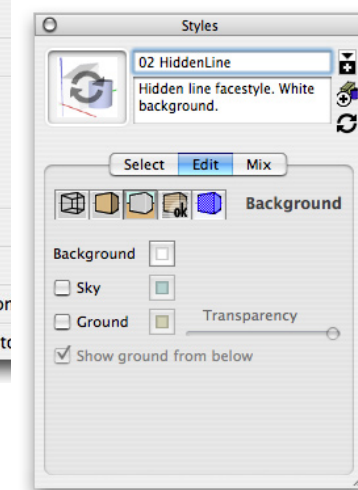 Styles
02 HiddenLine
Hidden line facestyle. White
background.
Select Edit Mix
ok Background
Background
Sky
Ground Transparency
Show ground from below